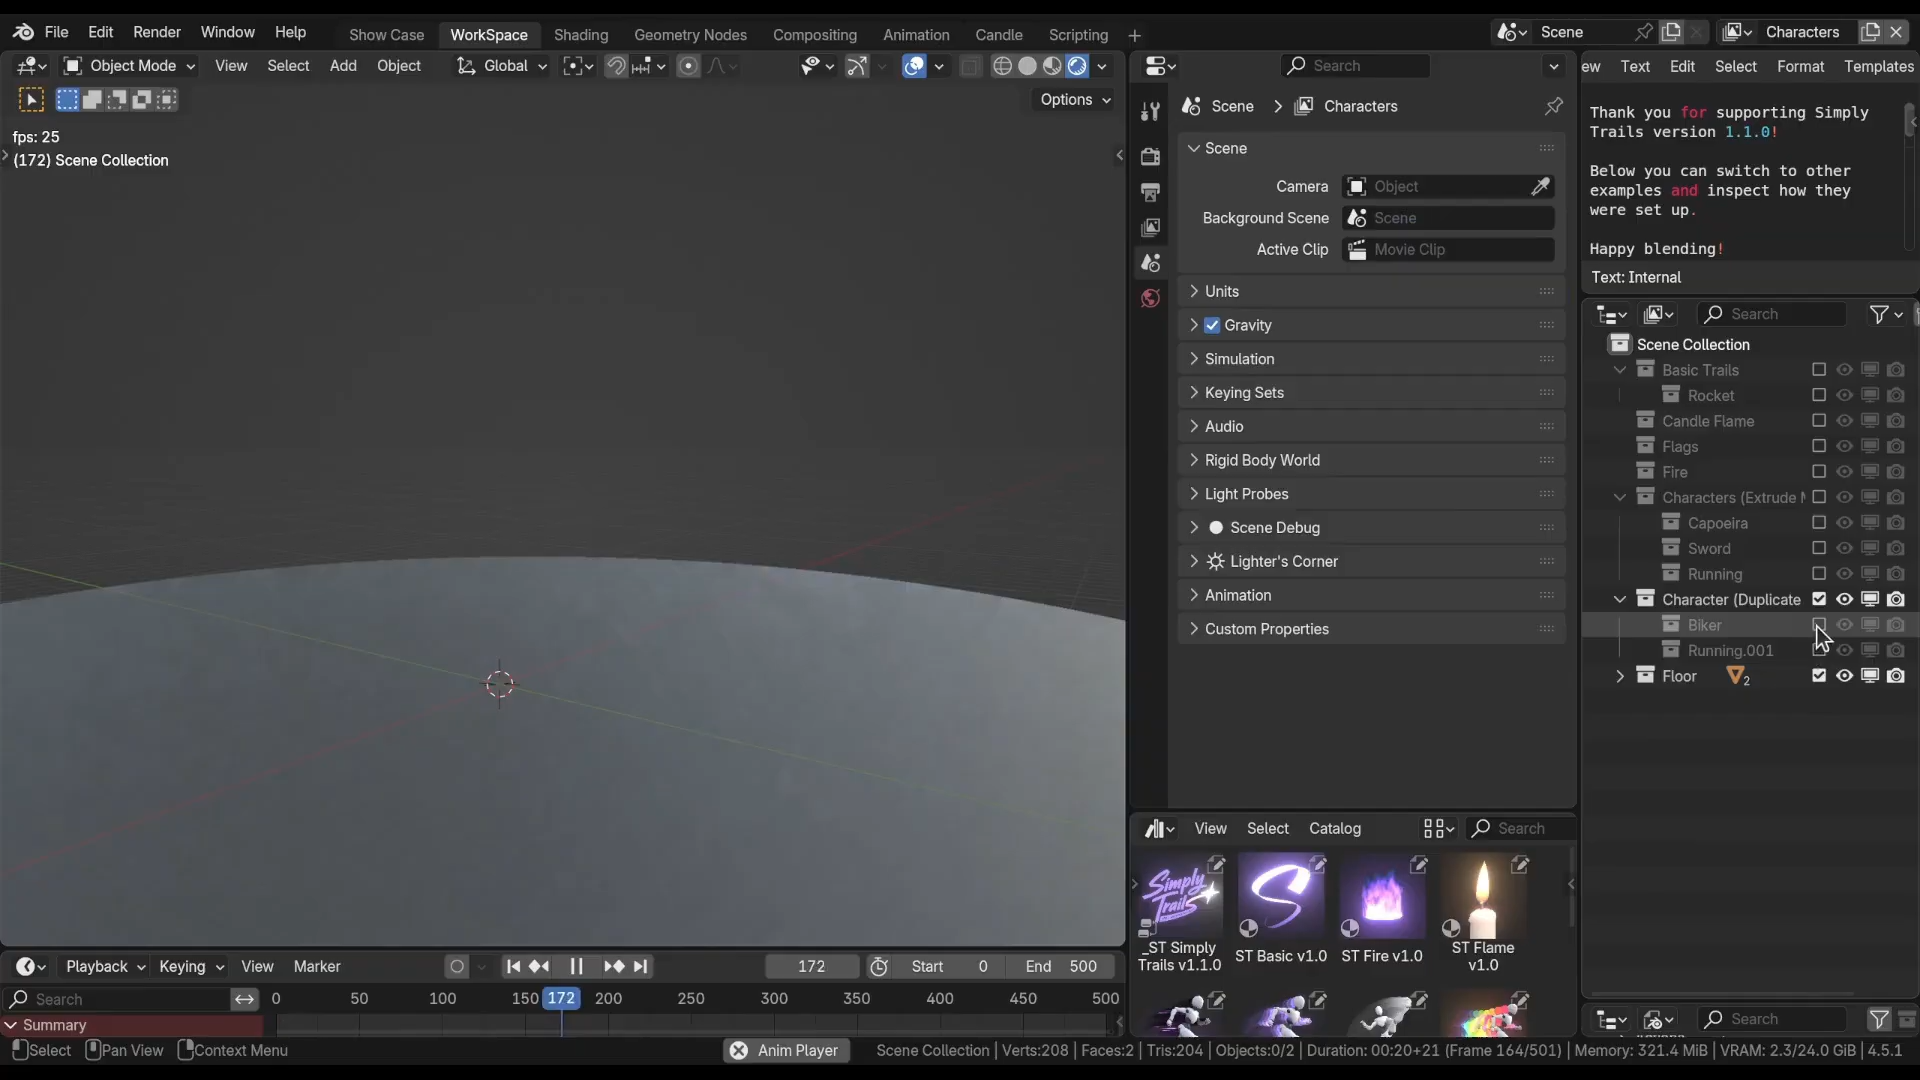 File Edit Render Window Help
Show Case WorkSpace Shading Geometry Nodes Compositing Animation Candle Scripting
Scene
Characters
Object Mode View Select Add Object Global
Options
fps: 25
(172) Scene Collection
Search
Scene > Characters
Scene
Camera Object
Background Scene Scene
Active Clip Movie Clip
Units
Gravity
Simulation
Keying Sets
Audio
Rigid Body World
Light Probes
Scene Debug
Lighter's Corner
Animation
Custom Properties
ew Text Edit Select Format Templates
Thank you for supporting Simply
Trails version 1.1.0!
Below you can switch to other
examples and inspect how they
were set up.
Happy blending!
Text: Internal
Search
Scene Collection
Basic Trails
Rocket
Candle Flame
Flags
Fire
Characters (Extrude
Capoeira
Sword
Running
Character (Duplicate
Biker
Running.001
Floor 2
View Select Catalog Search
Simply
Trails
_ST Simply
Trails v1.1.0
ST Basic v1.0
ST Fire v1.0
ST Flame
v1.0
Search
Playback Keying View Marker
172
Start 0 End 500
Search
0 50 100 150 172 200 250 300 350 400 450 500
Summary
Select Pan View Context Menu
Anim Player
Scene Collection | Verts:208 | Faces:2 | Tris:204 | Objects:0/2 | Duration: 00:20+21 (Frame 164/501) | Memory: 321.4 MiB | VRAM: 2.3/24.0 GiB | 4.5.1